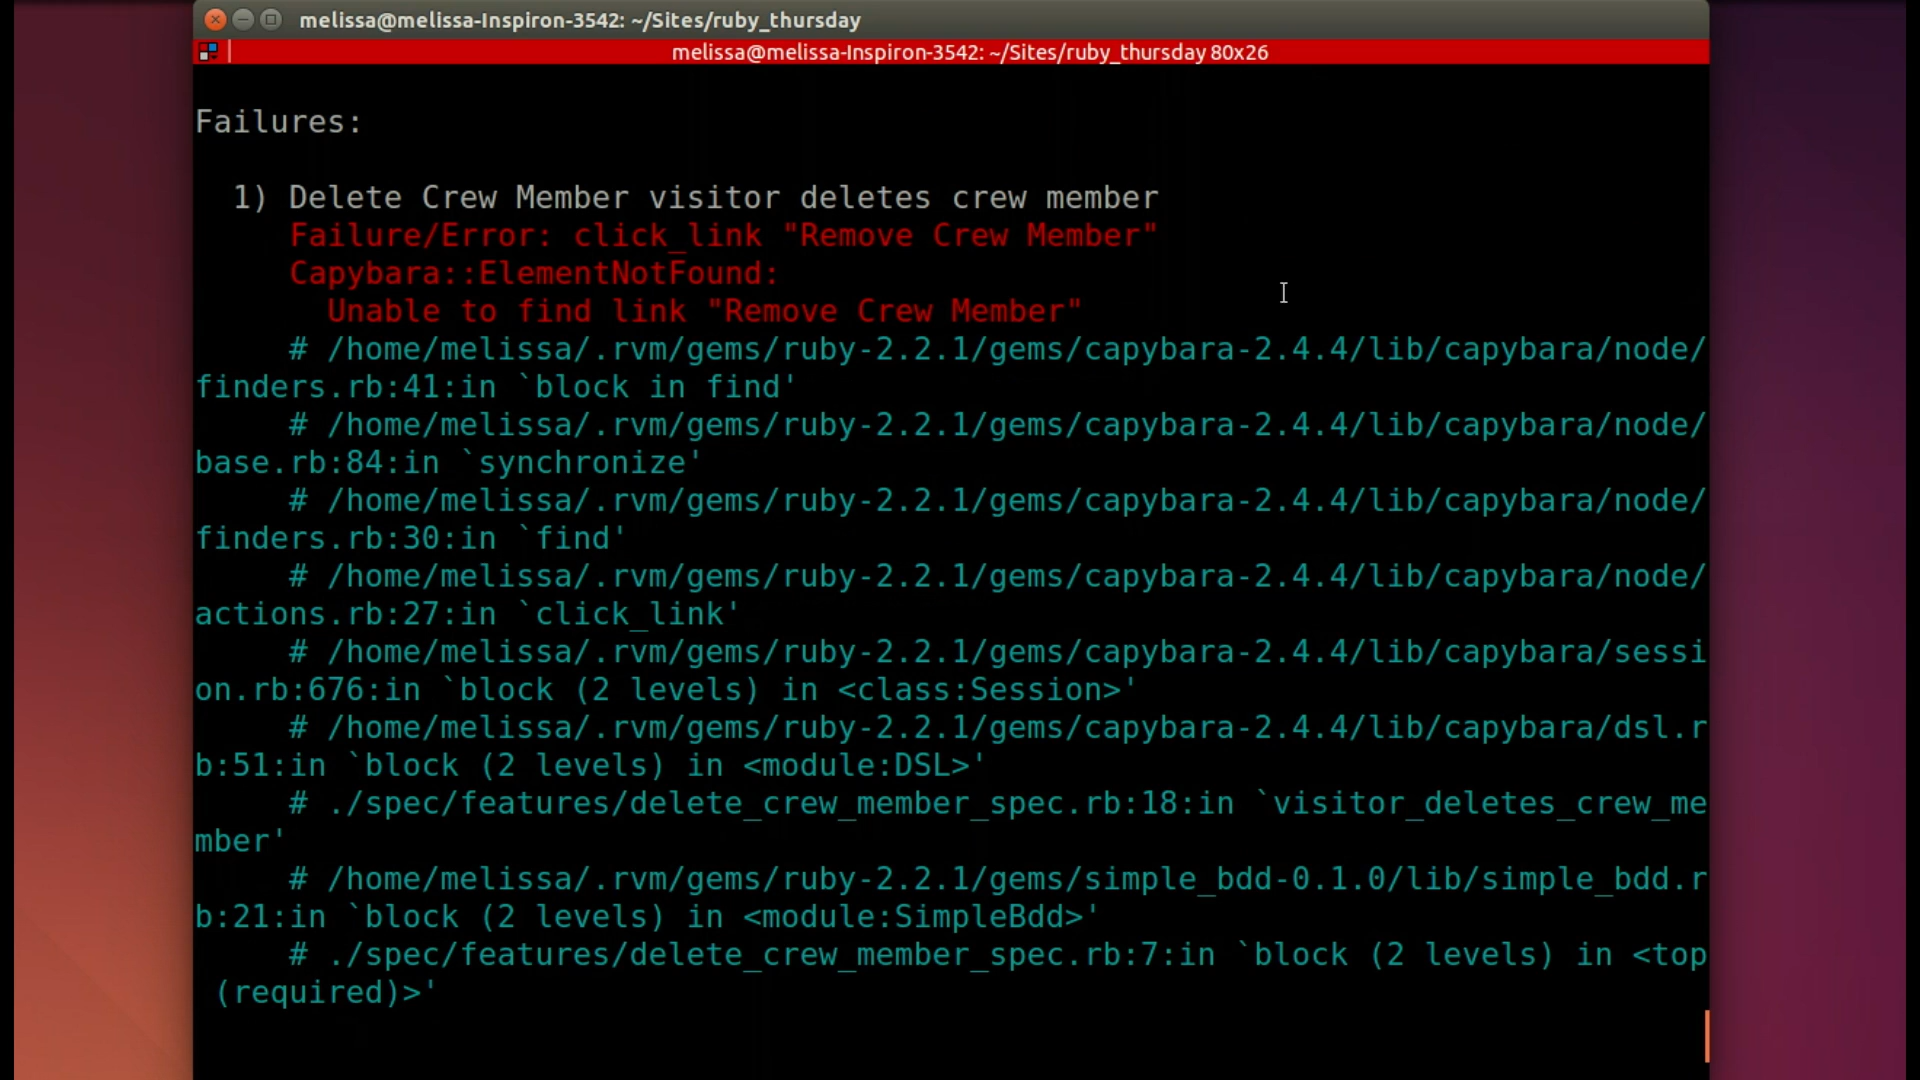 melissa@melissa-Inspiron-3542: ~/Sites/ruby_thursday
melissa@melissa-Inspiron-3542: ~/Sites/ruby_thursday 80x26
Failures:
1) Delete Crew Member visitor deletes crew member
Failure/Error: click_link "Remove Crew Member"
Capybara::ElementNotFound:
Unable to find link "Remove Crew Member"
# /home/melissa/.rvm/gems/ruby-2.2.1/gems/capybara-2.4.4/lib/capybara/node/
finders.rb:41:in `block in find'
# /home/melissa/.rvm/gems/ruby-2.2.1/gems/capybara-2.4.4/lib/capybara/node/
base.rb:84:in `synchronize'
# /home/melissa/.rvm/gems/ruby-2.2.1/gems/capybara-2.4.4/lib/capybara/node/
finders.rb:30:in `find'
# /home/melissa/.rvm/gems/ruby-2.2.1/gems/capybara-2.4.4/lib/capybara/node/
actions.rb:27:in `click_link'
# /home/melissa/.rvm/gems/ruby-2.2.1/gems/capybara-2.4.4/lib/capybara/sessi
on.rb:676:in `block (2 levels) in <class:Session>'
# /home/melissa/.rvm/gems/ruby-2.2.1/gems/capybara-2.4.4/lib/capybara/dsl.r
b:51:in `block (2 levels) in <module:DSL>'
# ./spec/features/delete_crew_member_spec.rb:18:in `visitor_deletes_crew_me
mber'
# /home/melissa/.rvm/gems/ruby-2.2.1/gems/simple_bdd-0.1.0/lib/simple_bdd.r
b:21:in `block (2 levels) in <module:SimpleBdd>'
# ./spec/features/delete_crew_member_spec.rb:7:in `block (2 levels) in <top
(required)>'